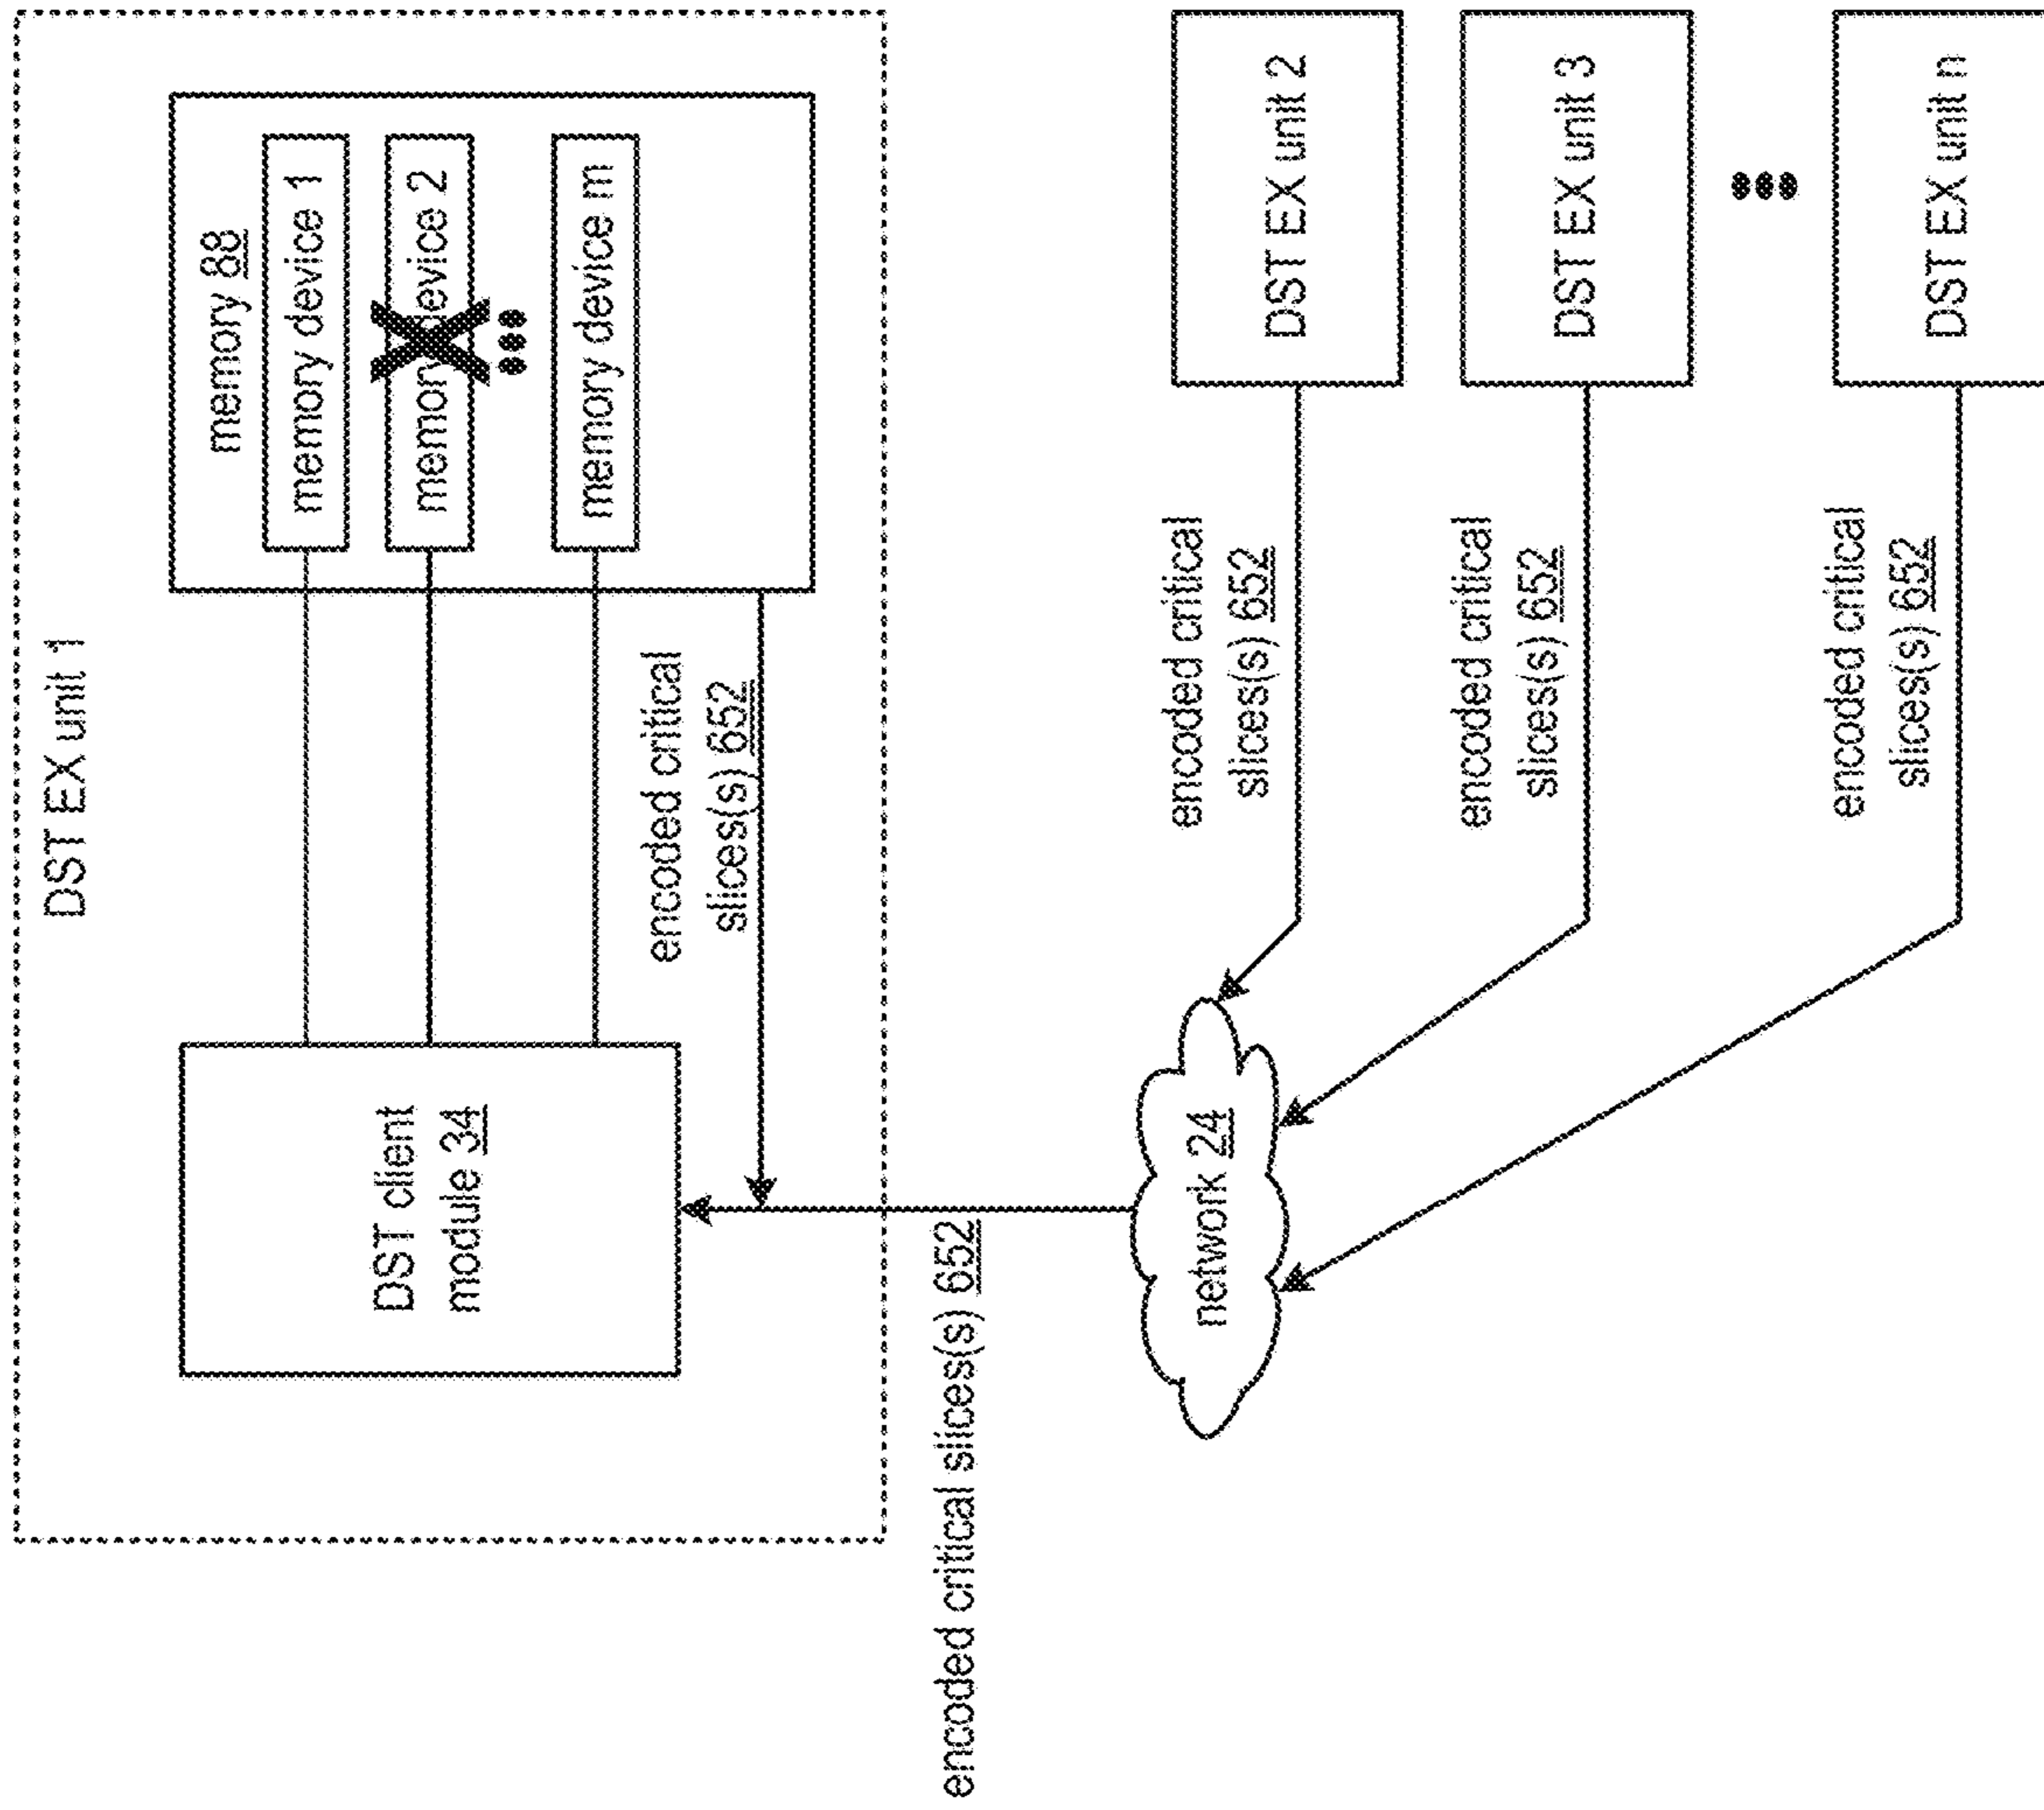 DST EX unit 1
DST client
module 34
memory 88
memory device 1
memory device 2
memory device m
encoded critical
slices(s) 652
encoded critical slices(s) 652
network 24
encoded critical
slices(s) 652
DST EX unit 2
encoded critical
slices(s) 652
DST EX unit 3
encoded critical
slices(s) 652
DST EX unit n